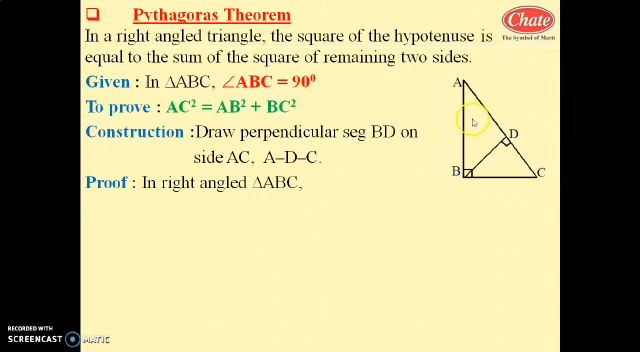 ❑ Pythagoras Theorem
Chate
The Symbol of Merit
In a right angled triangle, the square of the hypotenuse is
equal to the sum of the square of remaining two sides.
Given : In ΔABC, ∠ABC = 90⁰
To prove : AC² = AB² + BC²
Construction :Draw perpendicular seg BD on
side AC, A–D–C.
Proof : In right angled ΔABC,
A
D
B
C
RECORDED WITH
SCREENCAST MATIC